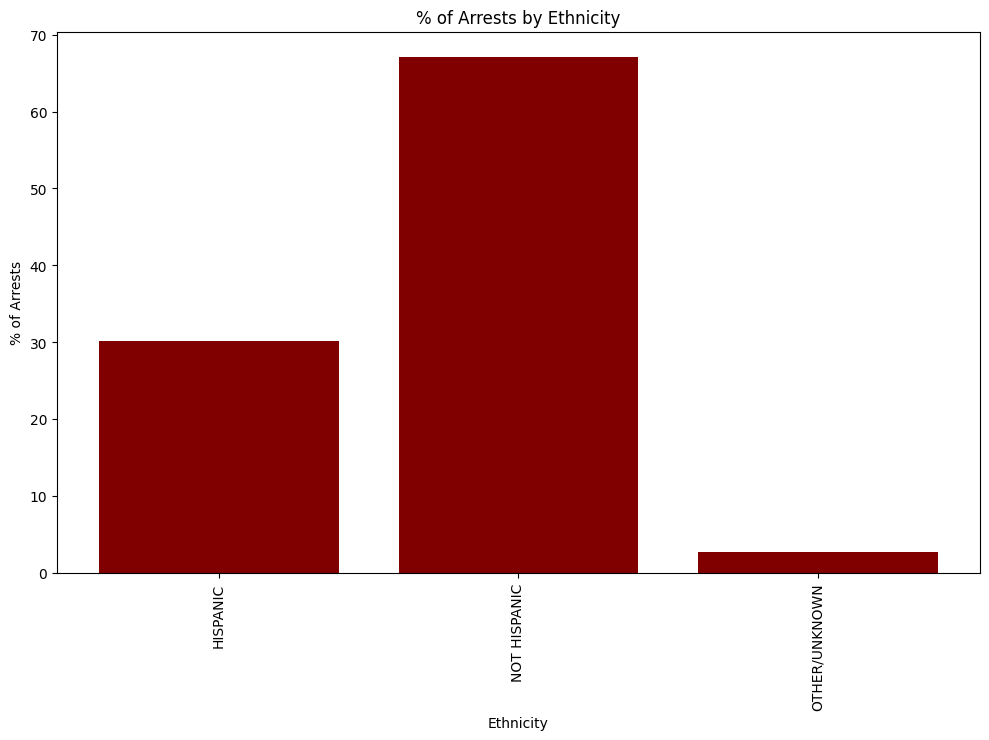 % of Arrests by Ethnicity
70
60
50
40
30
20
10
0
% of Arrests
HISPANIC
NOT HISPANIC
OTHER/UNKNOWN
Ethnicity